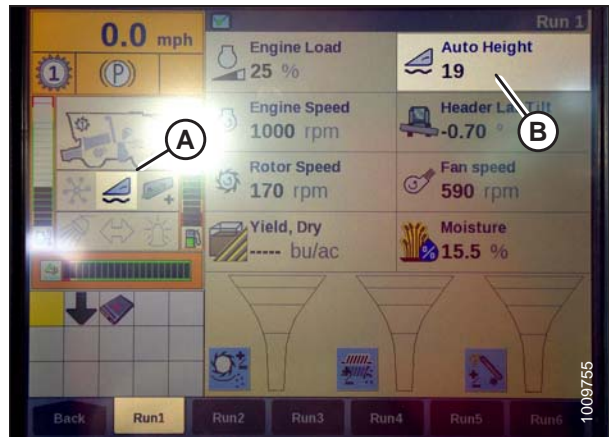 Run 1
0.0 mph
1 (P)
Engine Load
25 %
Auto Height
19
Engine Speed
1000 rpm
Header Lat Tilt
-0.70 °
Rotor Speed
170 rpm
Fan speed
590 rpm
Yield, Dry
----- bu/ac
Moisture
% 15.5 %
A
B
Back Run1 Run2 Run3 Run4 Run5 Run6
1009755